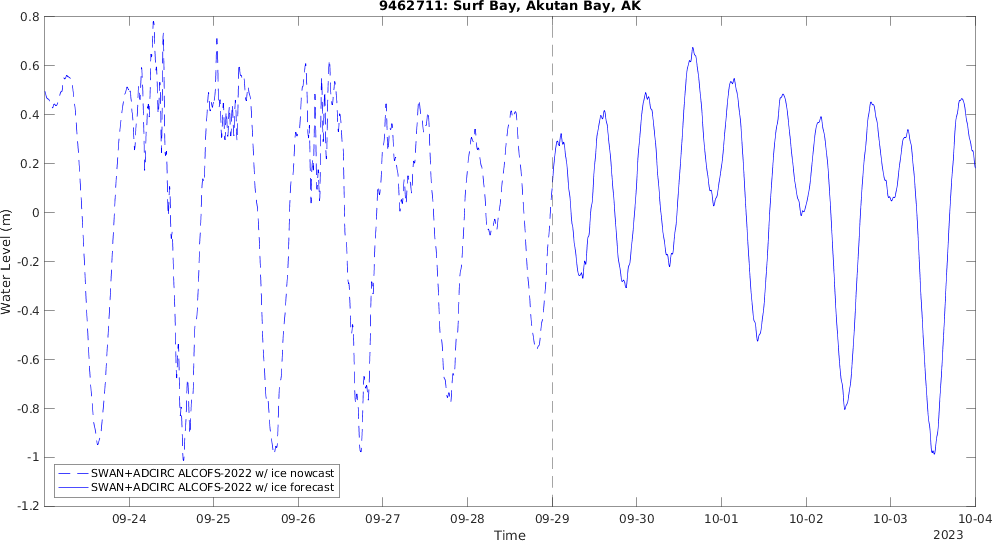 9462711: Surf Bay, Akutan Bay, AK
0.8
0.6
0.4
0.2
0
-0.2
-0.4
-0.6
-0.8
-1
-1.2
Water Level (m)
SWAN+ADCIRC ALCOFS-2022 w/ ice nowcast
SWAN+ADCIRC ALCOFS-2022 w/ ice forecast
09-24 09-25 09-26 09-27 09-28 09-29 09-30 10-01 10-02 10-03 10-04
Time
2023